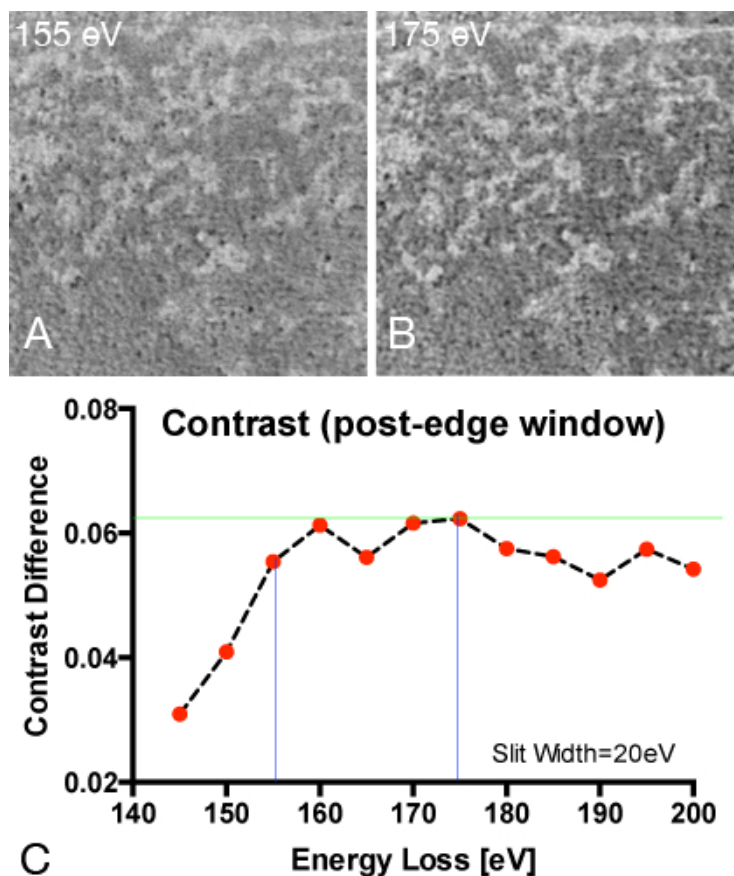 155 eV
175 eV
A
B
Contrast (post-edge window)
0.08
0.06
0.04
0.02
Contrast Difference
Slit Width=20eV
140 150 160 170 180 190 200
Energy Loss [eV]
C